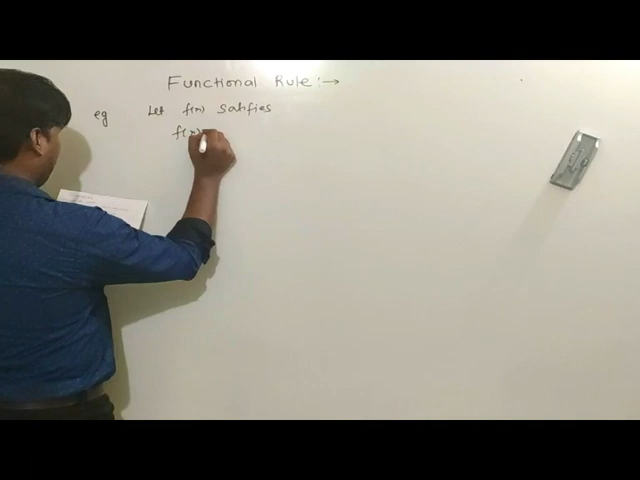 Functional Rule :→
eg Let f(x) satisfies
f(x)